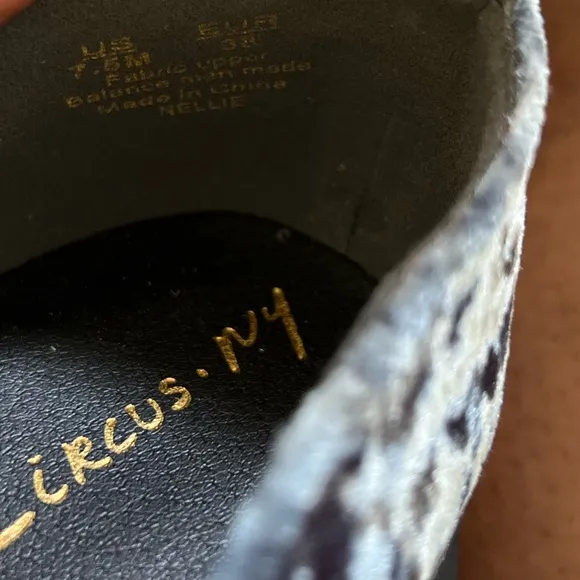 US EUR
7.5M 38
Fabric upper
Balance man made
Made in China
NELLIE
CIRCUS.NY